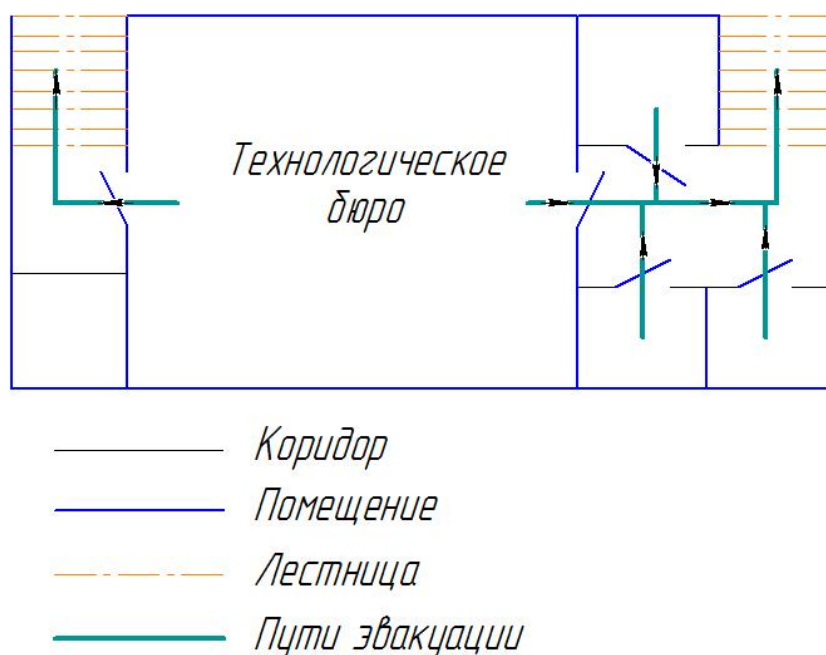 Технологическое
бюро
Коридор
Помещение
Лестница
Пути эвакуации